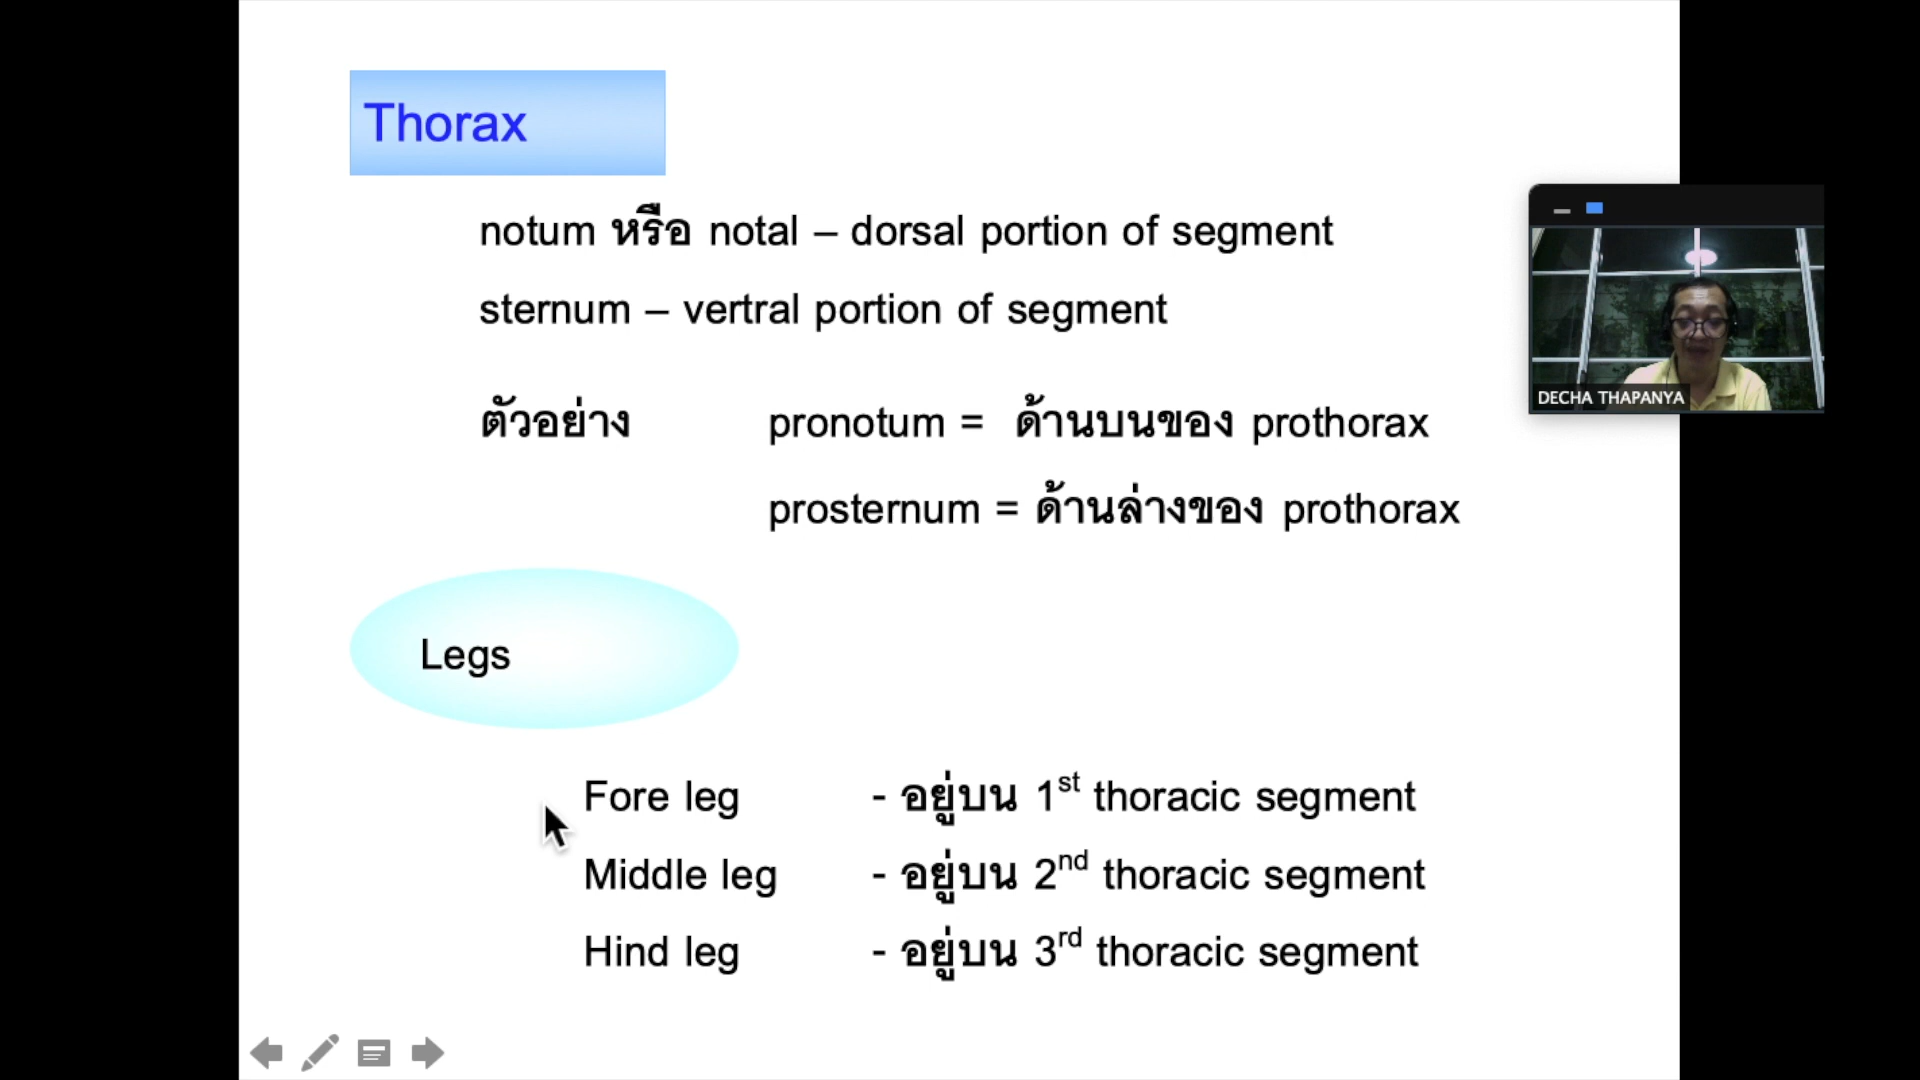 Thorax
notum หรือ notal – dorsal portion of segment
sternum – vertral portion of segment
ตัวอย่าง pronotum = ด้านบนของ prothorax
prosternum = ด้านล่างของ prothorax
DECHA THAPANYA
Legs
Fore leg - อยู่บน 1st thoracic segment
Middle leg - อยู่บน 2nd thoracic segment
Hind leg - อยู่บน 3rd thoracic segment